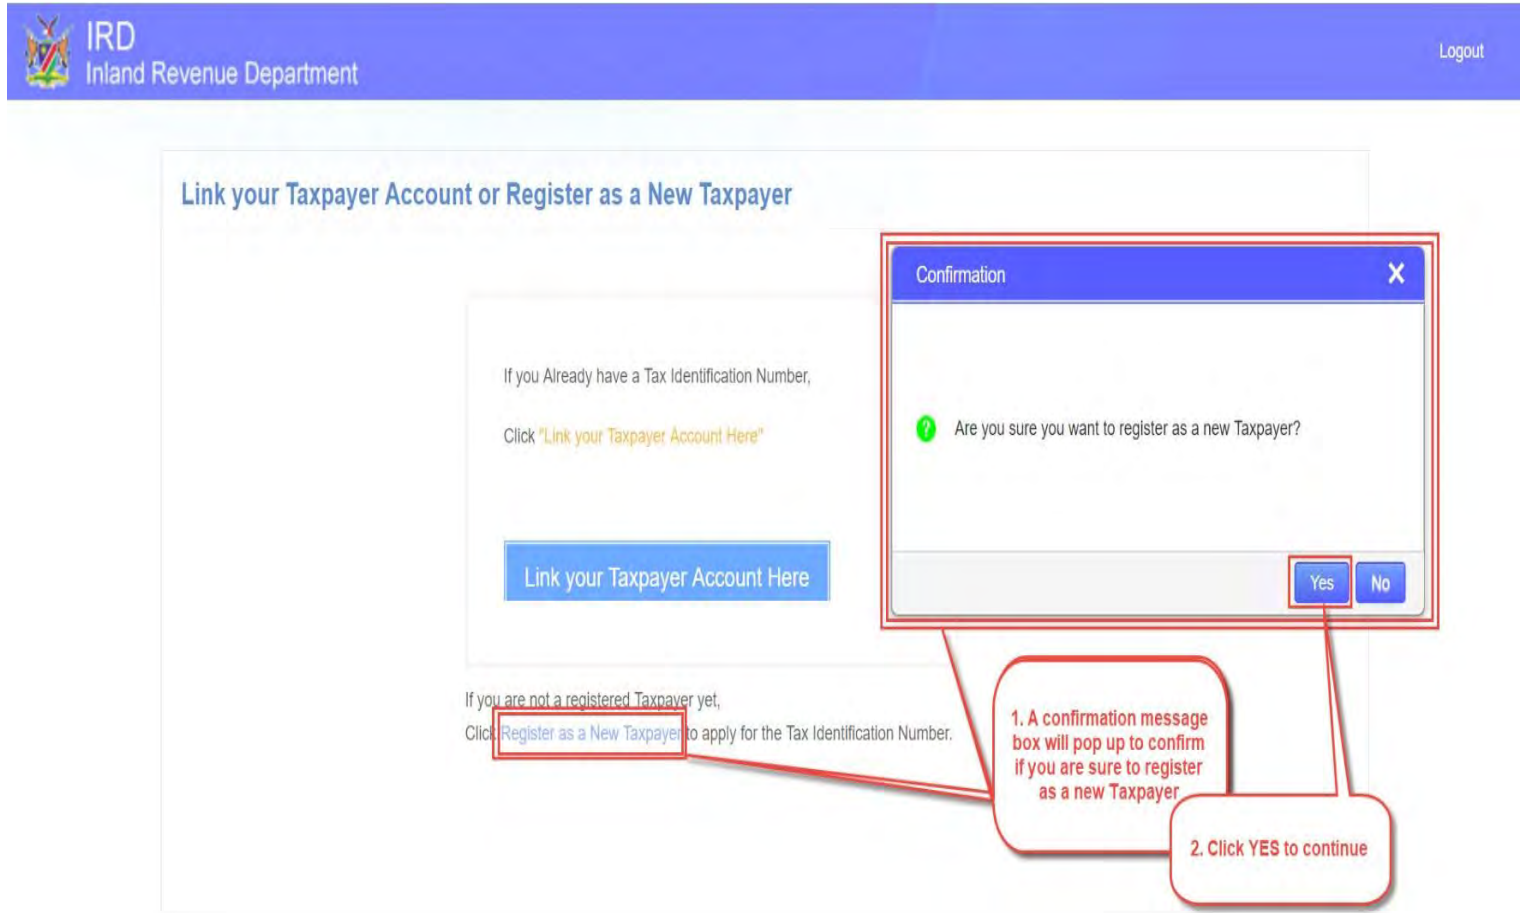 IRD
Inland Revenue Department
Logout
Link your Taxpayer Account or Register as a New Taxpayer
If you Already have a Tax Identification Number,
Click "Link your Taxpayer Account Here"
Link your Taxpayer Account Here
If you are not a registered Taxpayer yet,
Click Register as a New Taxpayer to apply for the Tax Identification Number.
Confirmation
X
?
Are you sure you want to register as a new Taxpayer?
Yes
No
1. A confirmation message
box will pop up to confirm
if you are sure to register
as a new Taxpayer
2. Click YES to continue